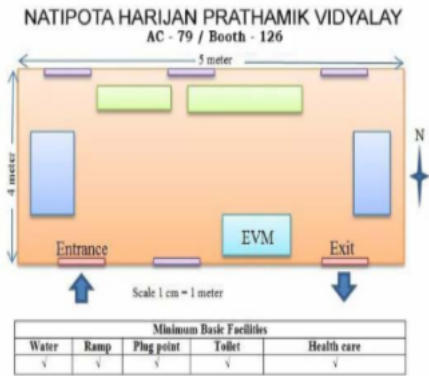 NATIPOTA HARIJAN PRATHAMIK VIDYALAY
AC - 79 / Booth - 126
5 meter
4 meter
N
EVM
Entrance
Exit
Scale 1 cm = 1 meter
Minimum Basic Facilities
Water Ramp Plug point Toilet Health care
√ √ √ √ √